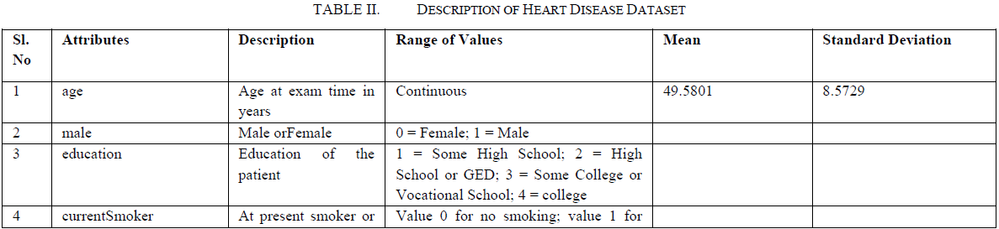 TABLE II. DESCRIPTION OF HEART DISEASE DATASET
Sl. No Attributes Description Range of Values Mean Standard Deviation
1 age Age at exam time in years Continuous 49.5801 8.5729
2 male Male orFemale 0 = Female; 1 = Male
3 education Education of the patient 1 = Some High School; 2 = High School or GED; 3 = Some College or Vocational School; 4 = college
4 currentSmoker At present smoker or Value 0 for no smoking; value 1 for